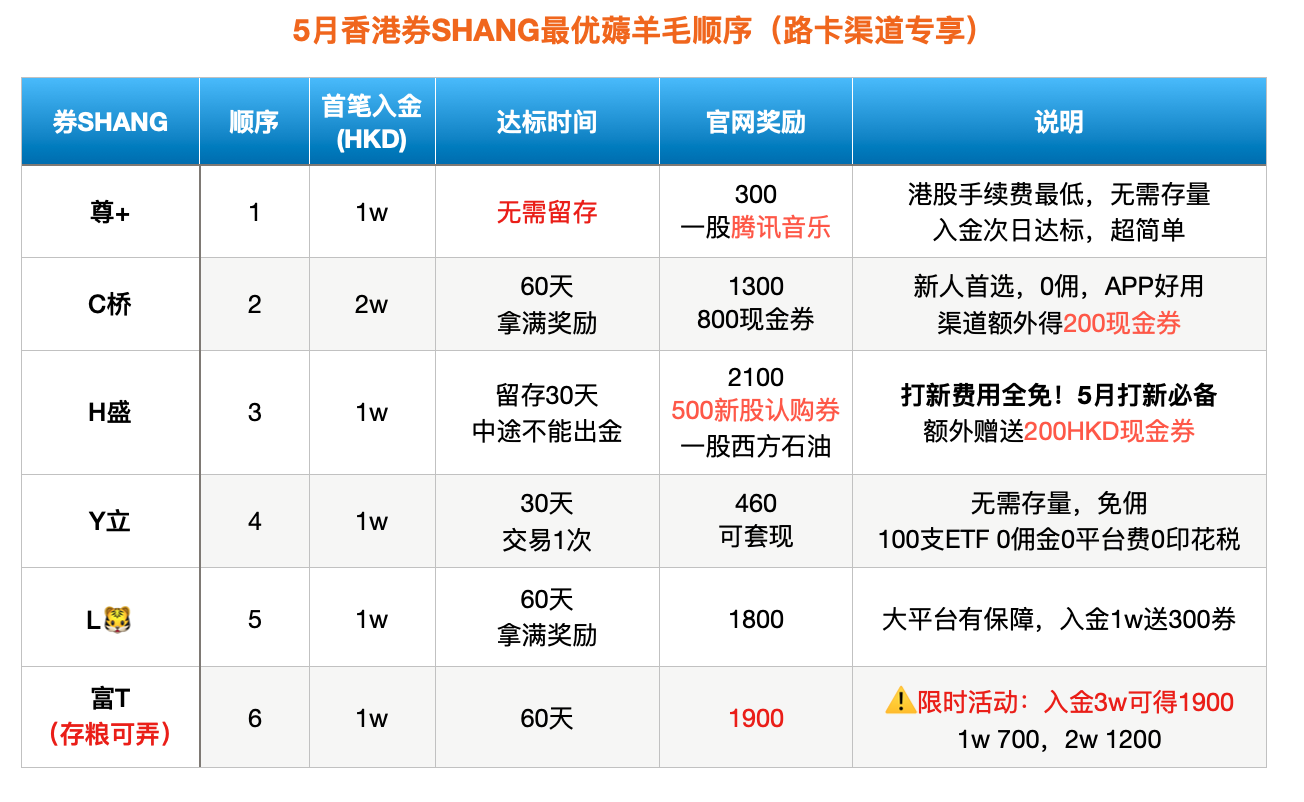 5月香港券SHANG最优薅羊毛顺序（路卡渠道专享）
券SHANG
顺序
首笔入金
(HKD)
达标时间
官网奖励
说明
尊+
1
1w
无需留存
300
一股腾讯音乐
港股手续费最低，无需存量
入金次日达标，超简单
C桥
2
2w
60天
拿满奖励
1300
800现金券
新人首选，0佣，APP好用
渠道额外得200现金券
H盛
3
1w
留存30天
中途不能出金
2100
500新股认购券
一股西方石油
打新费用全免！5月打新必备
额外赠送200HKD现金券
Y立
4
1w
30天
交易1次
460
可套现
无需存量，免佣
100支ETF 0佣金0平台费0印花税
L🐯
5
1w
60天
拿满奖励
1800
大平台有保障，入金1w送300券
富T
（存粮可弄）
6
1w
60天
1900
⚠️限时活动：入金3w可得1900
1w 700，2w 1200